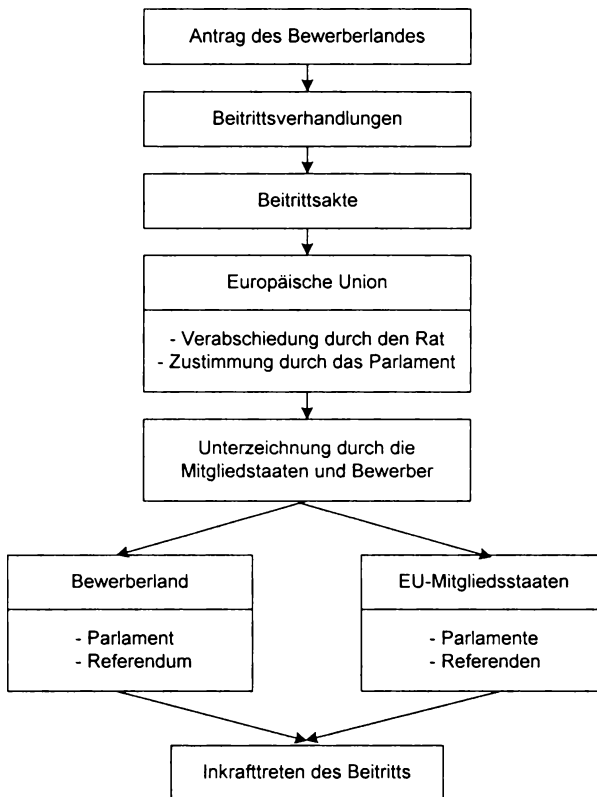 Antrag des Bewerberlandes
Beitrittsverhandlungen
Beitrittsakte
Europäische Union
- Verabschiedung durch den Rat
- Zustimmung durch das Parlament
Unterzeichnung durch die
Mitgliedstaaten und Bewerber
Bewerberland
- Parlament
- Referendum
EU-Mitgliedsstaaten
- Parlamente
- Referenden
Inkrafttreten des Beitritts